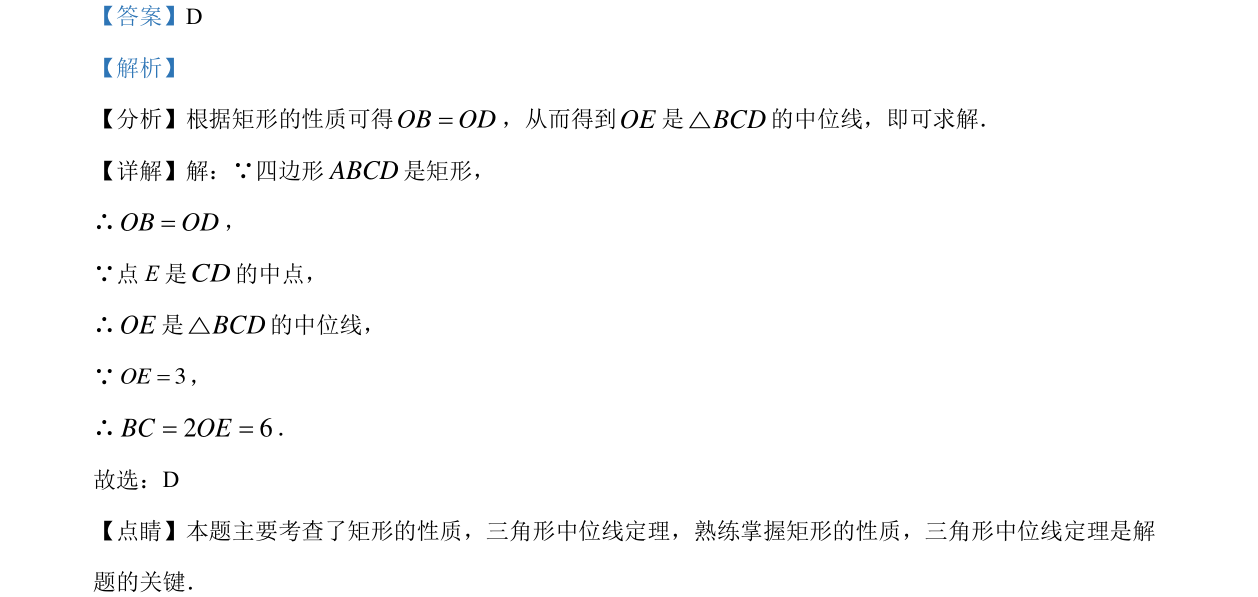 【答案】D
【解析】
【分析】根据矩形的性质可得OB = OD，从而得到OE是△BCD的中位线，即可求解．
【详解】解：∵四边形ABCD是矩形，
∴OB = OD，
∵点E是CD的中点，
∴OE是△BCD的中位线，
∵OE = 3，
∴BC = 2OE = 6．
故选：D
【点睛】本题主要考查了矩形的性质，三角形中位线定理，熟练掌握矩形的性质，三角形中位线定理是解
题的关键．